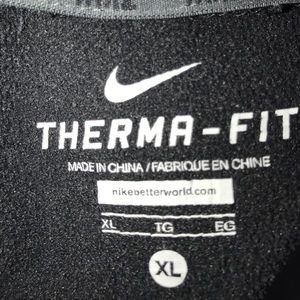 THERMA-FIT
MADE IN CHINA / FABRIQUE EN CHINE
nikebetterworld.com
XL TG EG
XL